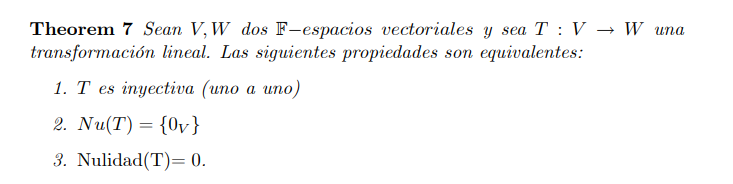 Theorem 7 Sean V, W dos 𝔽−espacios vectoriales y sea T : V → W una
transformación lineal. Las siguientes propiedades son equivalentes:
1. T es inyectiva (uno a uno)
2. Nu(T) = {0_V}
3. Nulidad(T)= 0.